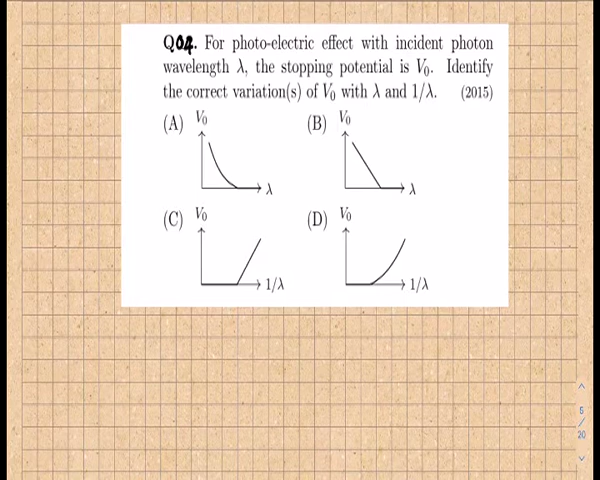 Q04. For photo-electric effect with incident photon
wavelength λ, the stopping potential is V₀. Identify
the correct variation(s) of V₀ with λ and 1/λ. (2015)
(A) V₀ (B) V₀
λ λ
(C) V₀ (D) V₀
1/λ 1/λ
5
/
20